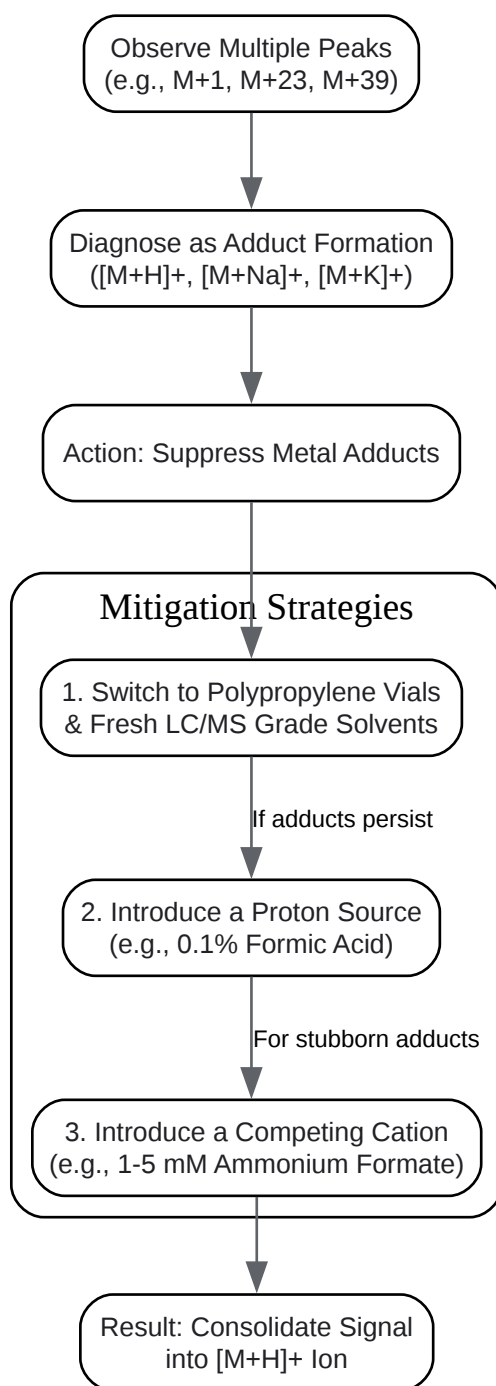 Observe Multiple Peaks
(e.g., M+1, M+23, M+39)
Diagnose as Adduct Formation
([M+H]+, [M+Na]+, [M+K]+)
Action: Suppress Metal Adducts
Mitigation Strategies
1. Switch to Polypropylene Vials
& Fresh LC/MS Grade Solvents
If adducts persist
2. Introduce a Proton Source
(e.g., 0.1% Formic Acid)
For stubborn adducts
3. Introduce a Competing Cation
(e.g., 1-5 mM Ammonium Formate)
Result: Consolidate Signal
into [M+H]+ Ion